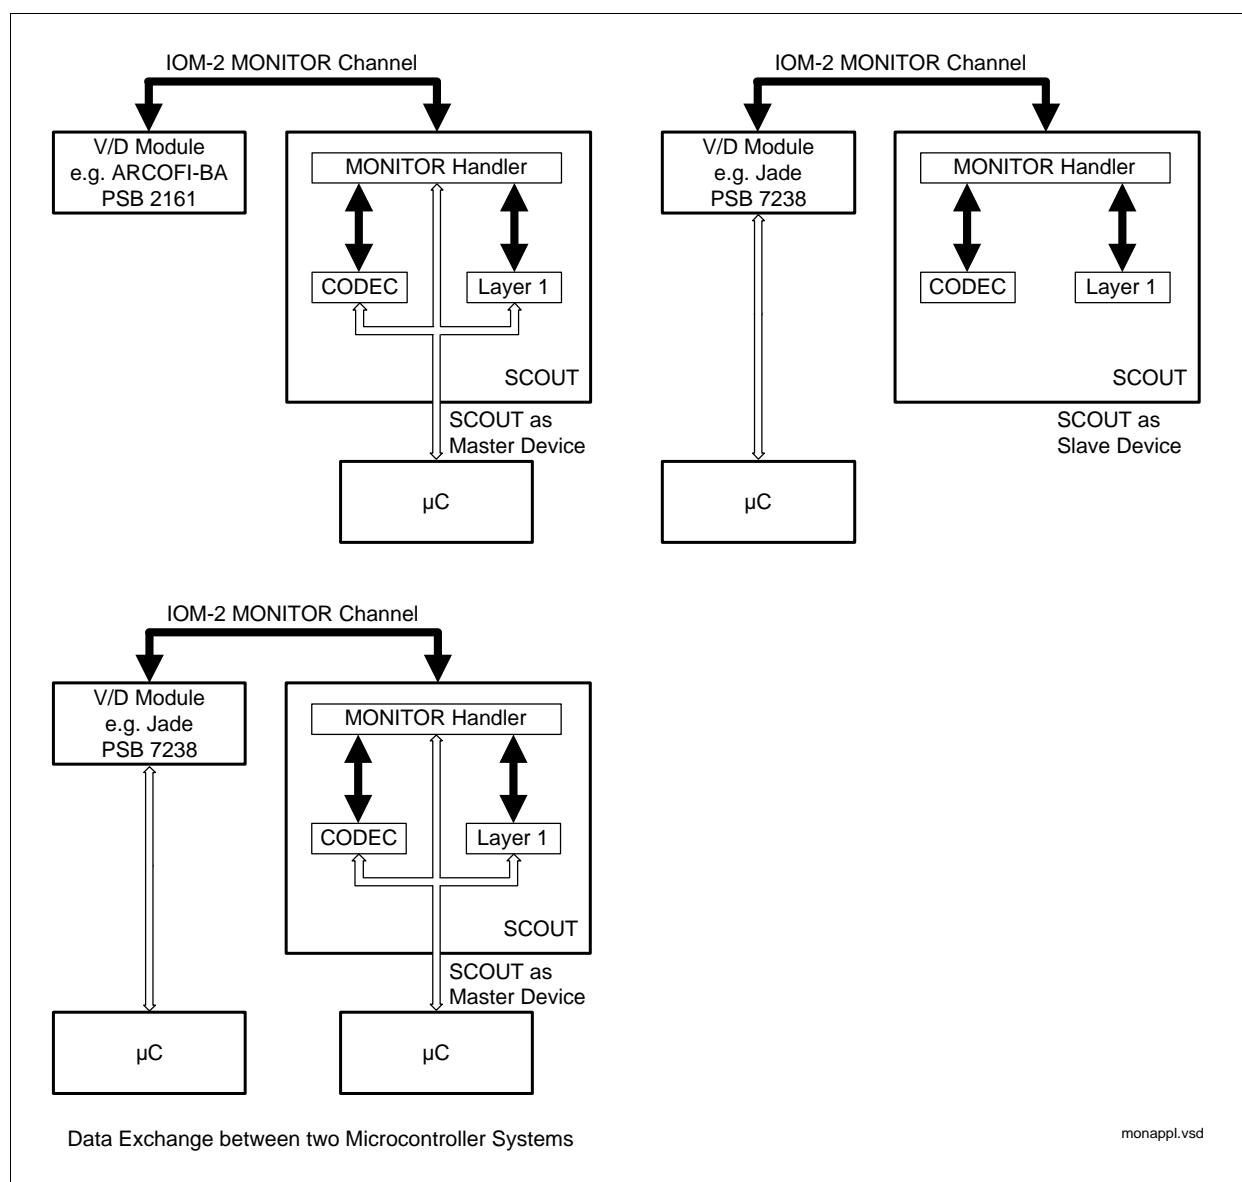 IOM-2 MONITOR Channel
V/D Module
e.g. ARCOFI-BA
PSB 2161
MONITOR Handler
CODEC
Layer 1
SCOUT
SCOUT as
Master Device
µC
IOM-2 MONITOR Channel
V/D Module
e.g. Jade
PSB 7238
MONITOR Handler
CODEC
Layer 1
SCOUT
SCOUT as
Slave Device
µC
IOM-2 MONITOR Channel
V/D Module
e.g. Jade
PSB 7238
MONITOR Handler
CODEC
Layer 1
SCOUT
SCOUT as
Master Device
µC
µC
Data Exchange between two Microcontroller Systems
monappl.vsd